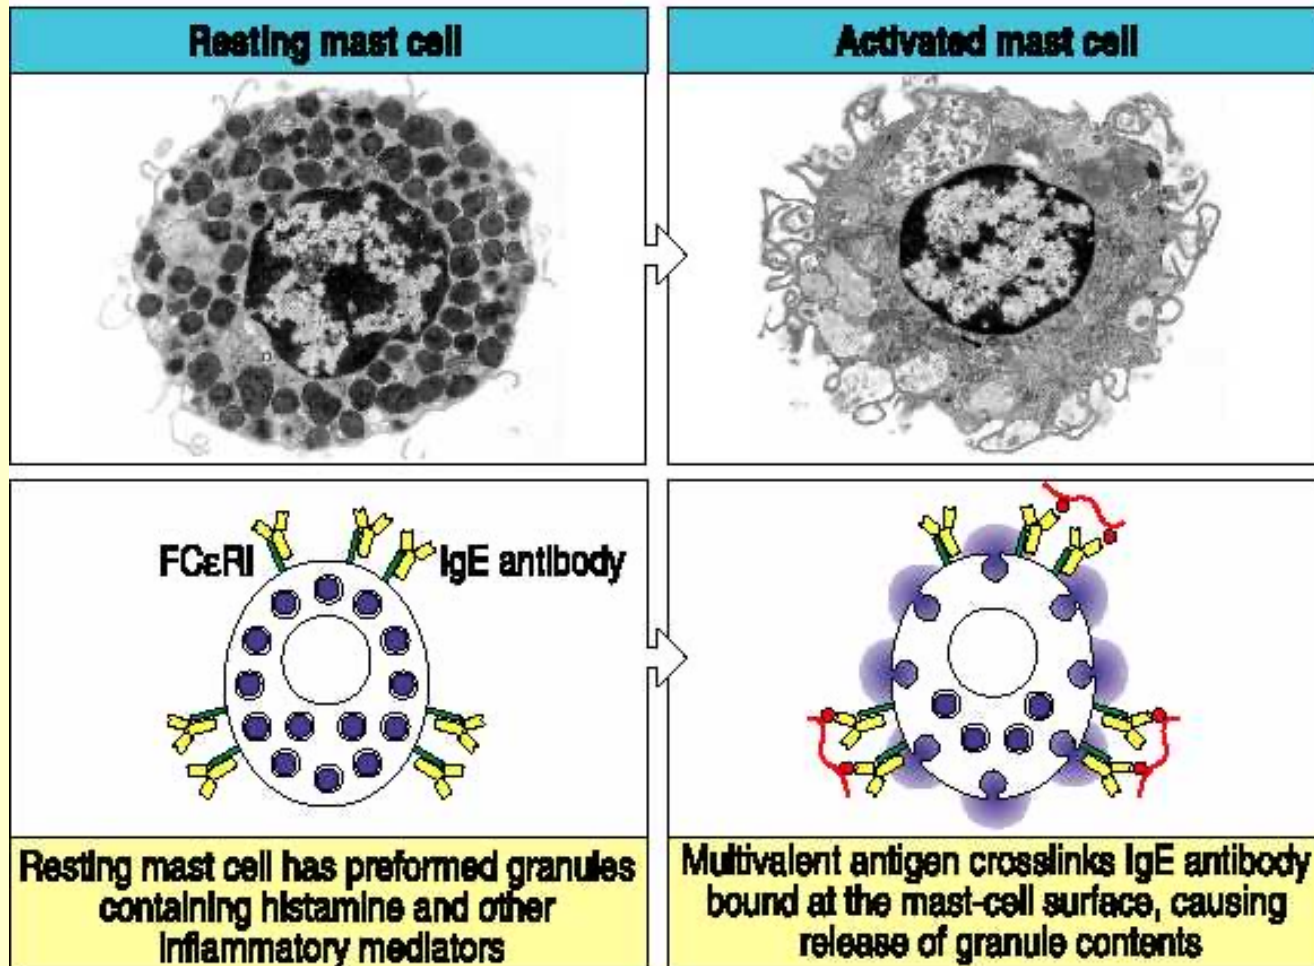 Resting mast cell
Activated mast cell
FCεRI
IgE antibody
Resting mast cell has preformed granules
containing histamine and other
inflammatory mediators
Multivalent antigen crosslinks IgE antibody
bound at the mast-cell surface, causing
release of granule contents